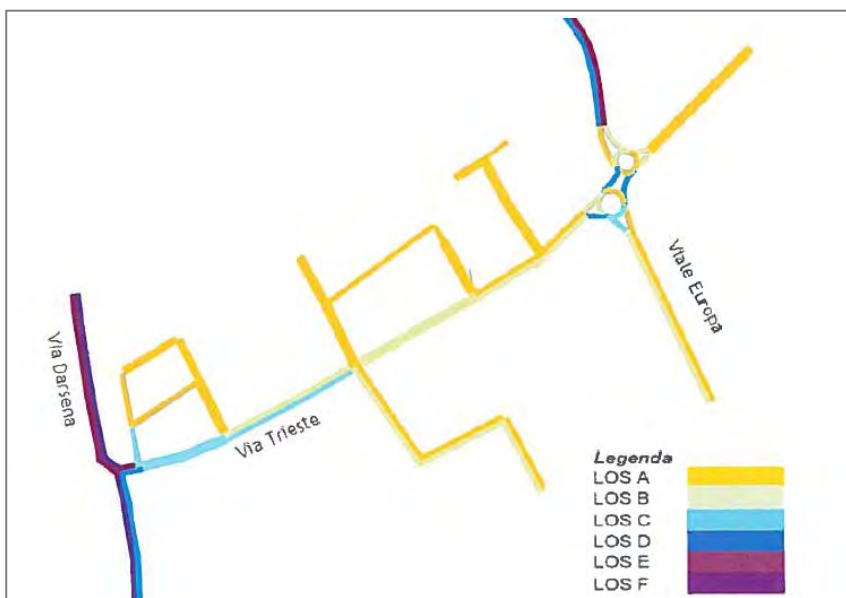 Viale Europa
Via Darsena
Via Trieste
Legenda
LOS A
LOS B
LOS C
LOS D
LOS E
LOS F